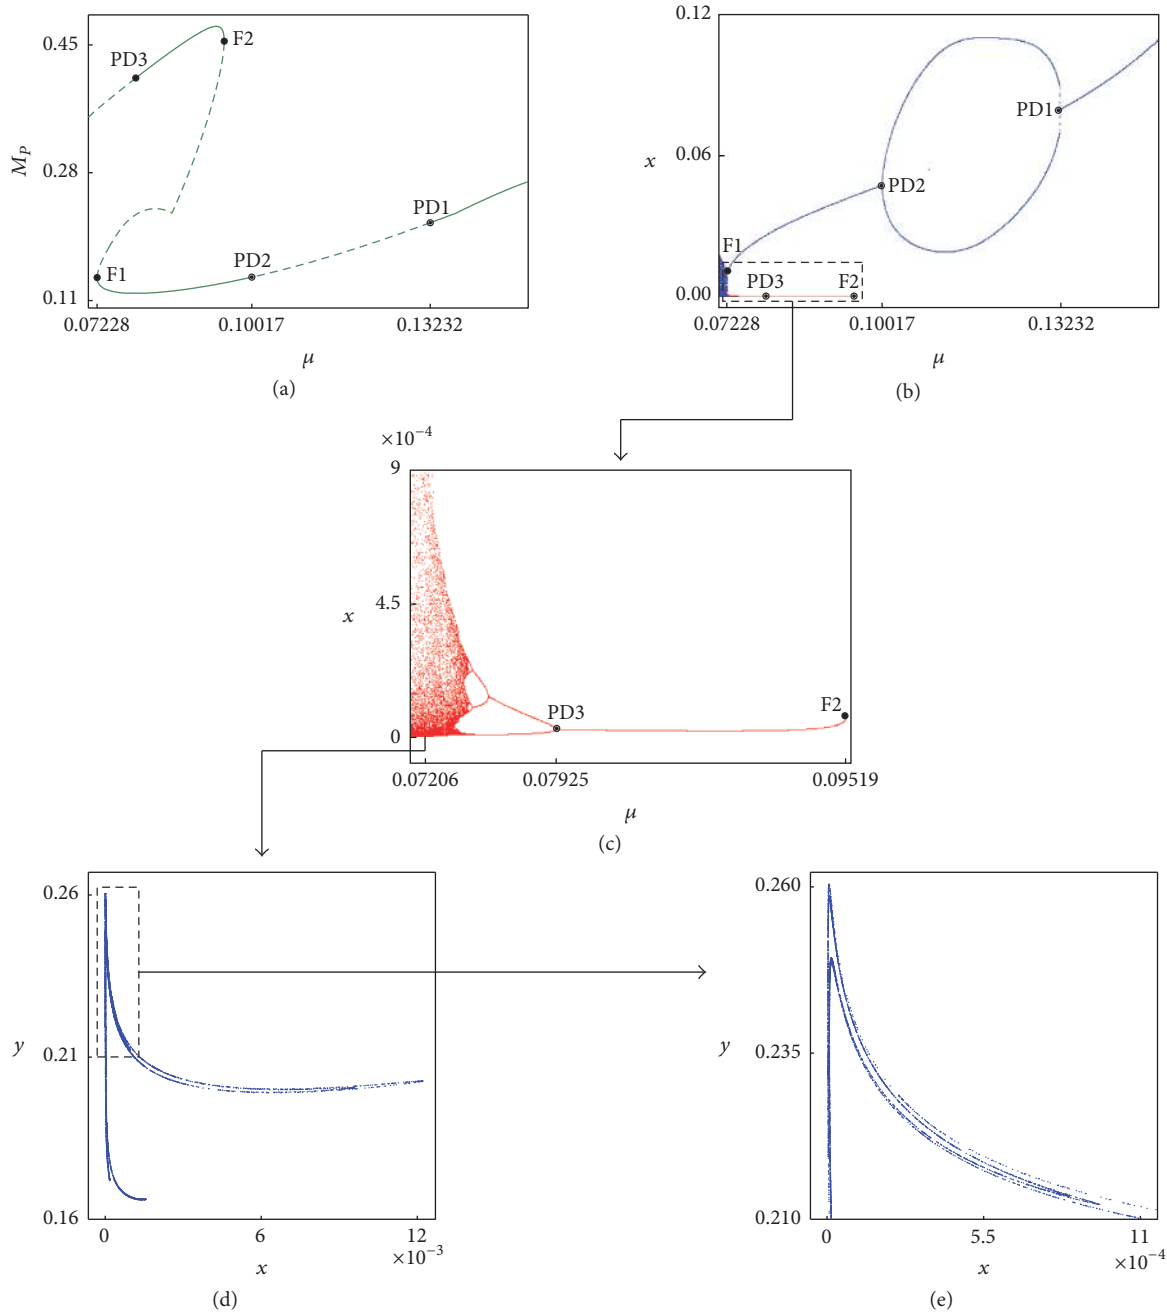 0.45
0.28
0.11
M_P
PD3
F2
F1
PD2
PD1
0.07228
0.10017
0.13232
μ
(a)
0.12
0.06
0.00
x
PD1
PD2
F1
PD3
F2
0.07228
0.10017
0.13232
μ
(b)
×10−4
9
4.5
0
x
PD3
F2
0.07206
0.07925
0.09519
μ
(c)
0.26
0.21
0.16
y
0
6
12
×10−3
x
(d)
0.260
0.235
0.210
y
0
5.5
11
×10−4
x
(e)